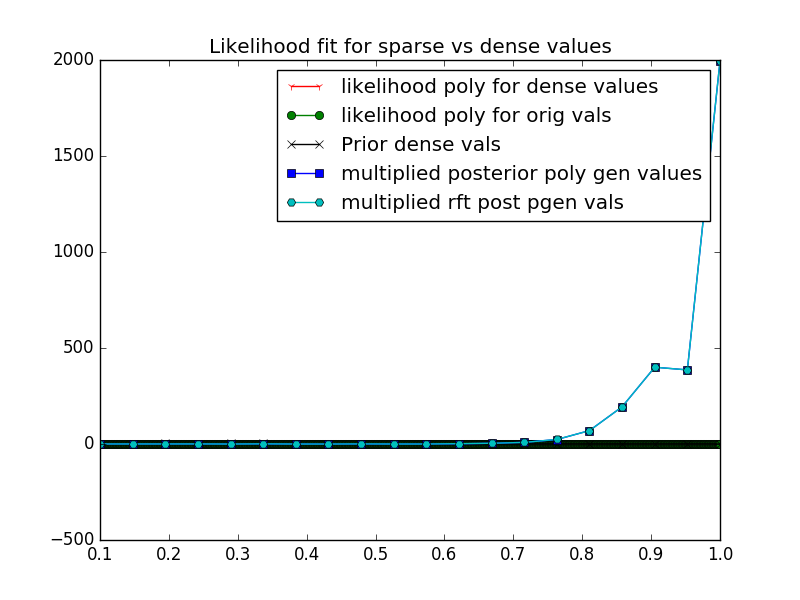 Likelihood fit for sparse vs dense values
2000
1500
1000
500
0
−500
0.1 0.2 0.3 0.4 0.5 0.6 0.7 0.8 0.9 1.0
likelihood poly for dense values
likelihood poly for orig vals
Prior dense vals
multiplied posterior poly gen values
multiplied rft post pgen vals